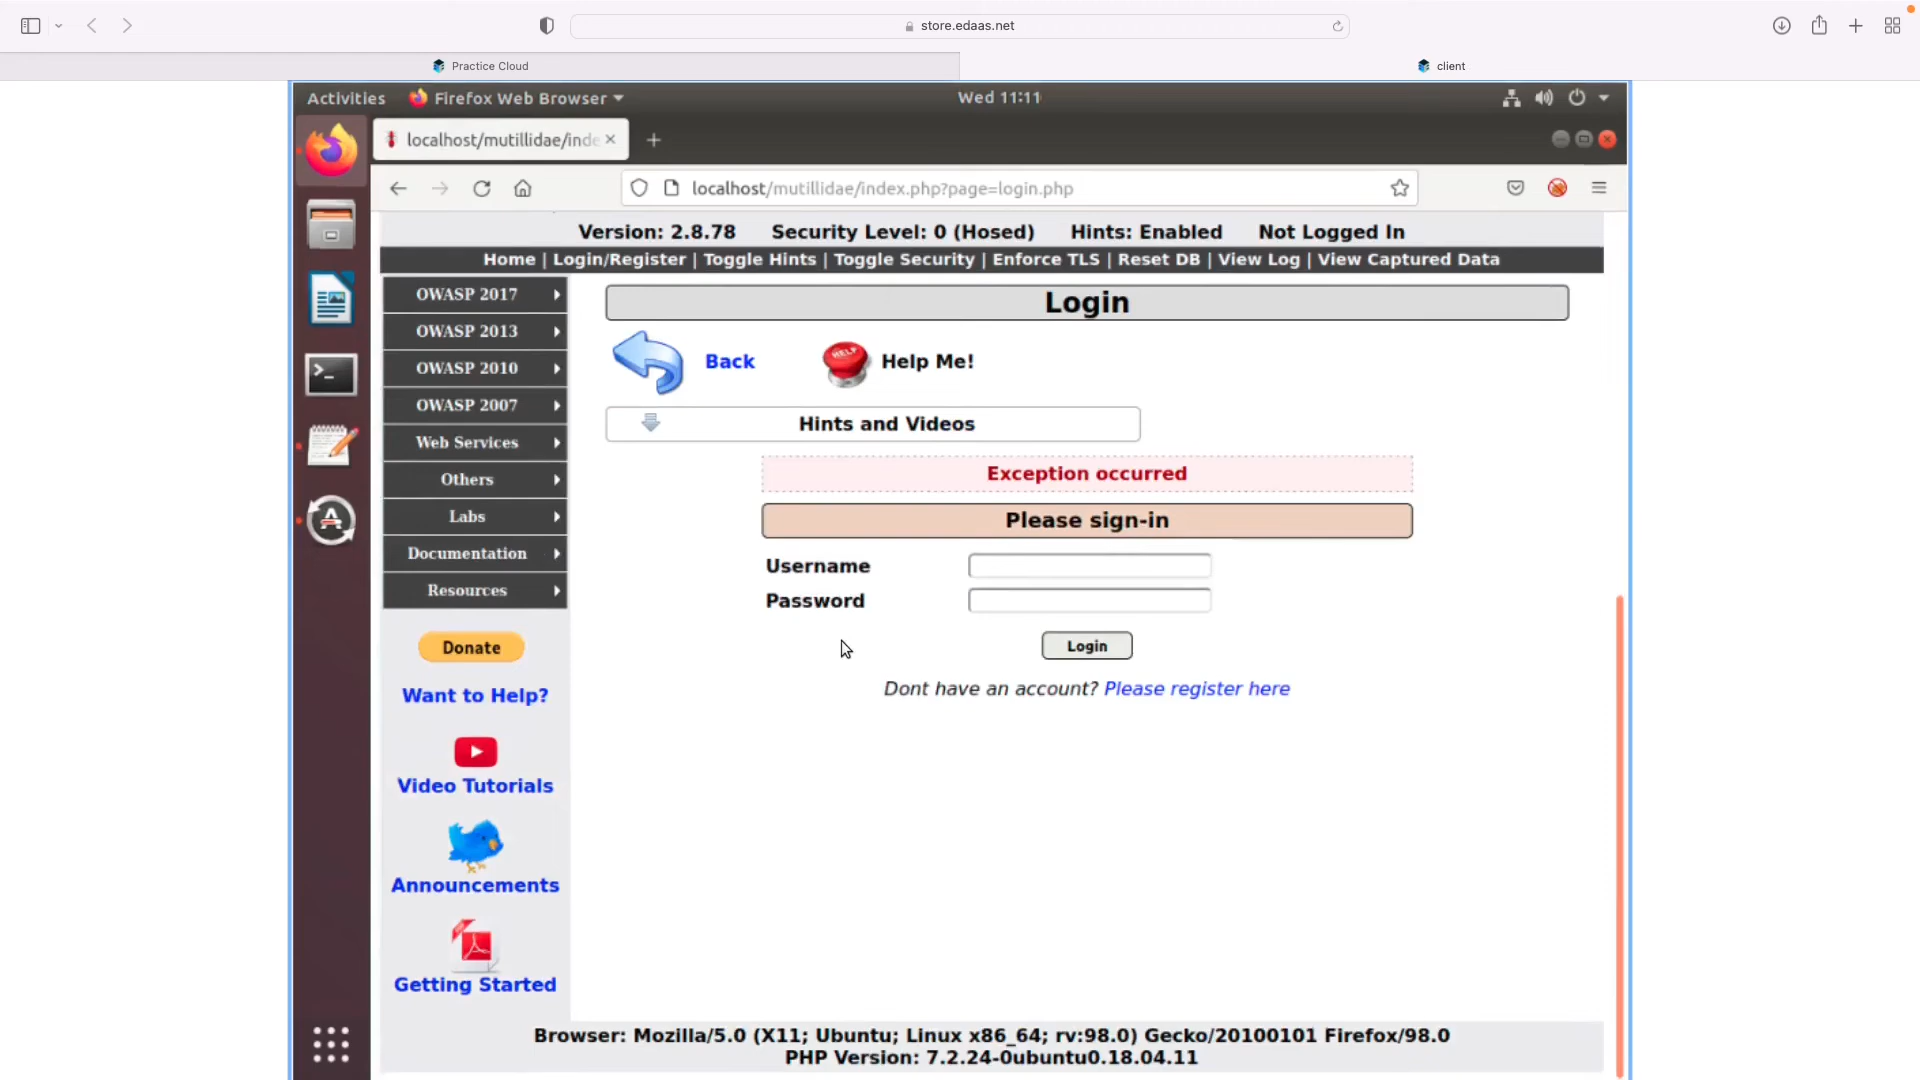 store.edaas.net
Practice Cloud
client
Activities
Firefox Web Browser
Wed 11:11
localhost/mutillidae/inde
localhost/mutillidae/index.php?page=login.php
Version: 2.8.78
Security Level: 0 (Hosed)
Hints: Enabled
Not Logged In
Home | Login/Register | Toggle Hints | Toggle Security | Enforce TLS | Reset DB | View Log | View Captured Data
OWASP 2017
OWASP 2013
OWASP 2010
OWASP 2007
Web Services
Others
Labs
Documentation
Resources
Donate
Want to Help?
Video Tutorials
Announcements
Getting Started
Login
Back
HELP
Help Me!
Hints and Videos
Exception occurred
Please sign-in
Username
Password
Login
Dont have an account? Please register here
Browser: Mozilla/5.0 (X11; Ubuntu; Linux x86_64; rv:98.0) Gecko/20100101 Firefox/98.0
PHP Version: 7.2.24-0ubuntu0.18.04.11